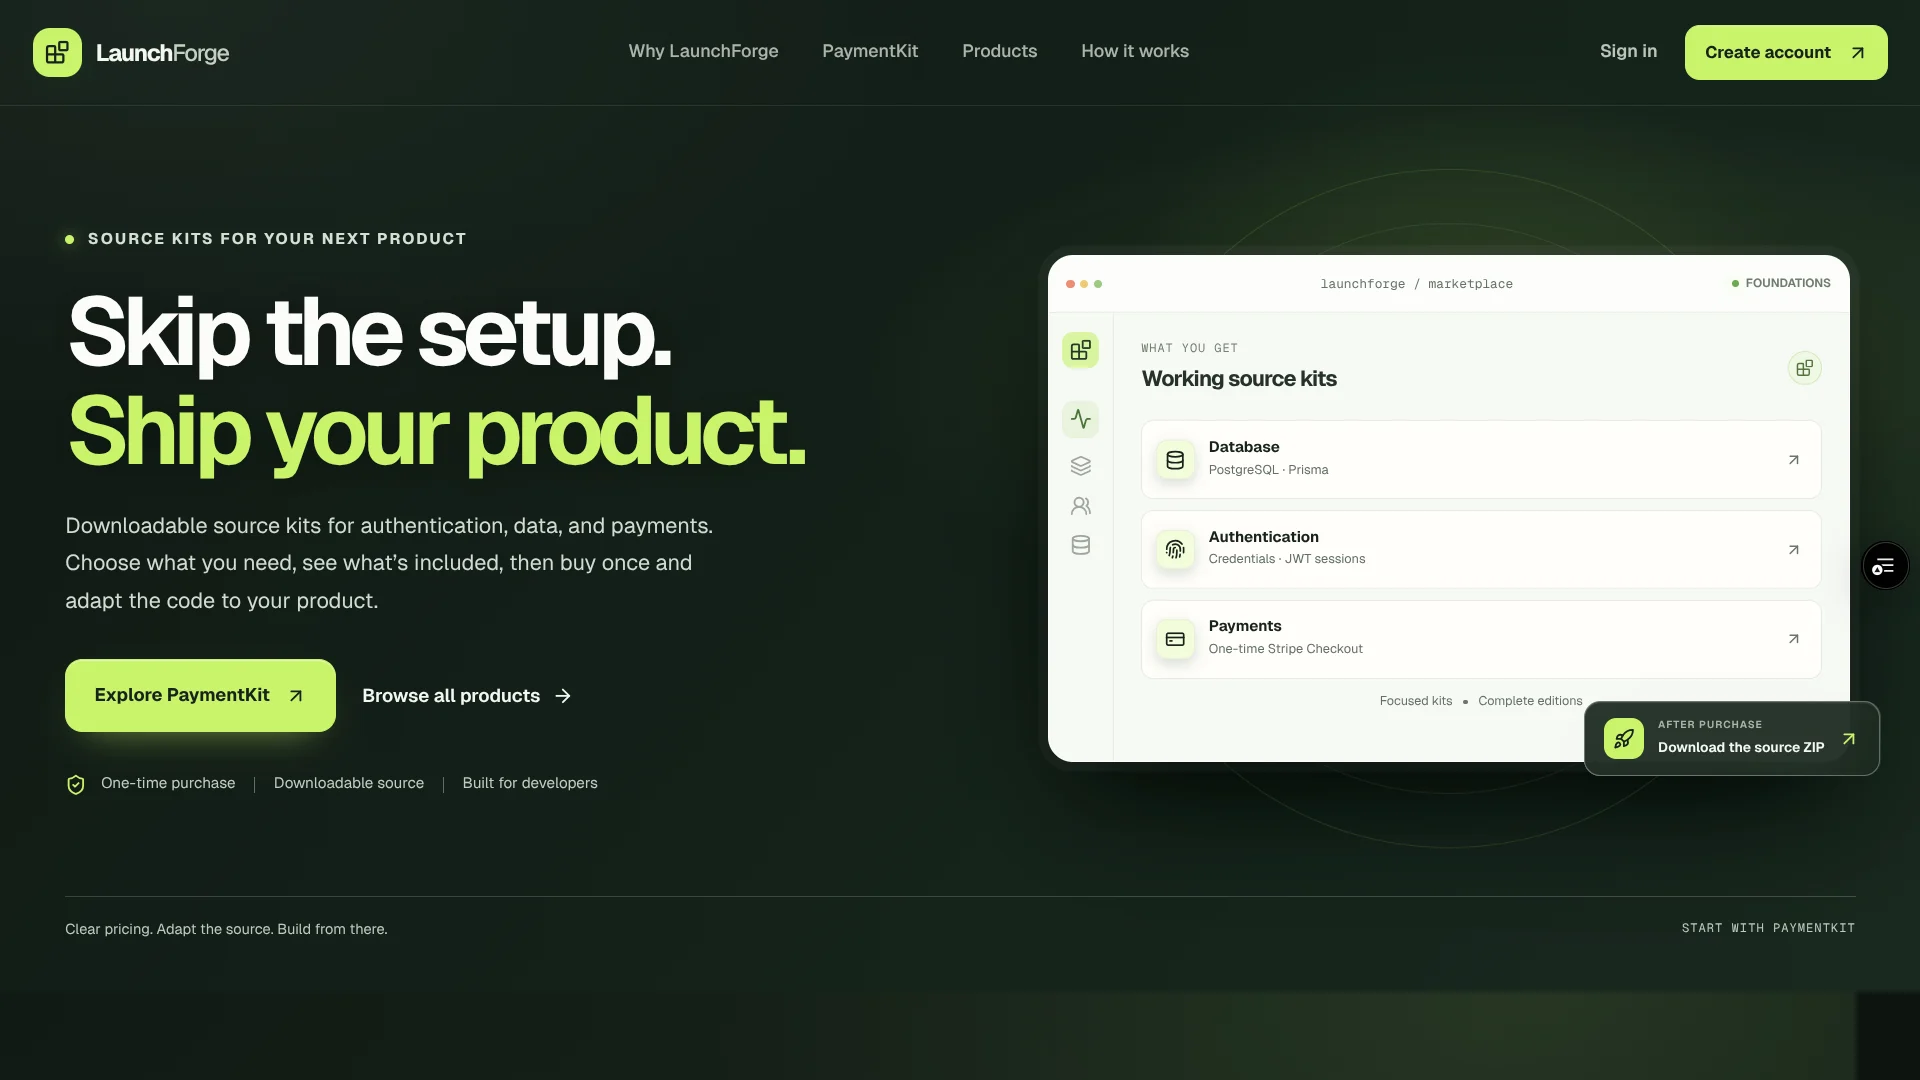 LaunchForge
Why LaunchForge
PaymentKit
Products
How it works
Sign in
Create account
SOURCE KITS FOR YOUR NEXT PRODUCT
Skip the setup.
Ship your product.
Downloadable source kits for authentication, data, and payments.
Choose what you need, see what’s included, then buy once and
adapt the code to your product.
Explore PaymentKit
Browse all products
One-time purchase
Downloadable source
Built for developers
launchforge / marketplace
FOUNDATIONS
WHAT YOU GET
Working source kits
Database
PostgreSQL · Prisma
Authentication
Credentials · JWT sessions
Payments
One-time Stripe Checkout
Focused kits • Complete editions
AFTER PURCHASE
Download the source ZIP
Clear pricing. Adapt the source. Build from there.
START WITH PAYMENTKIT